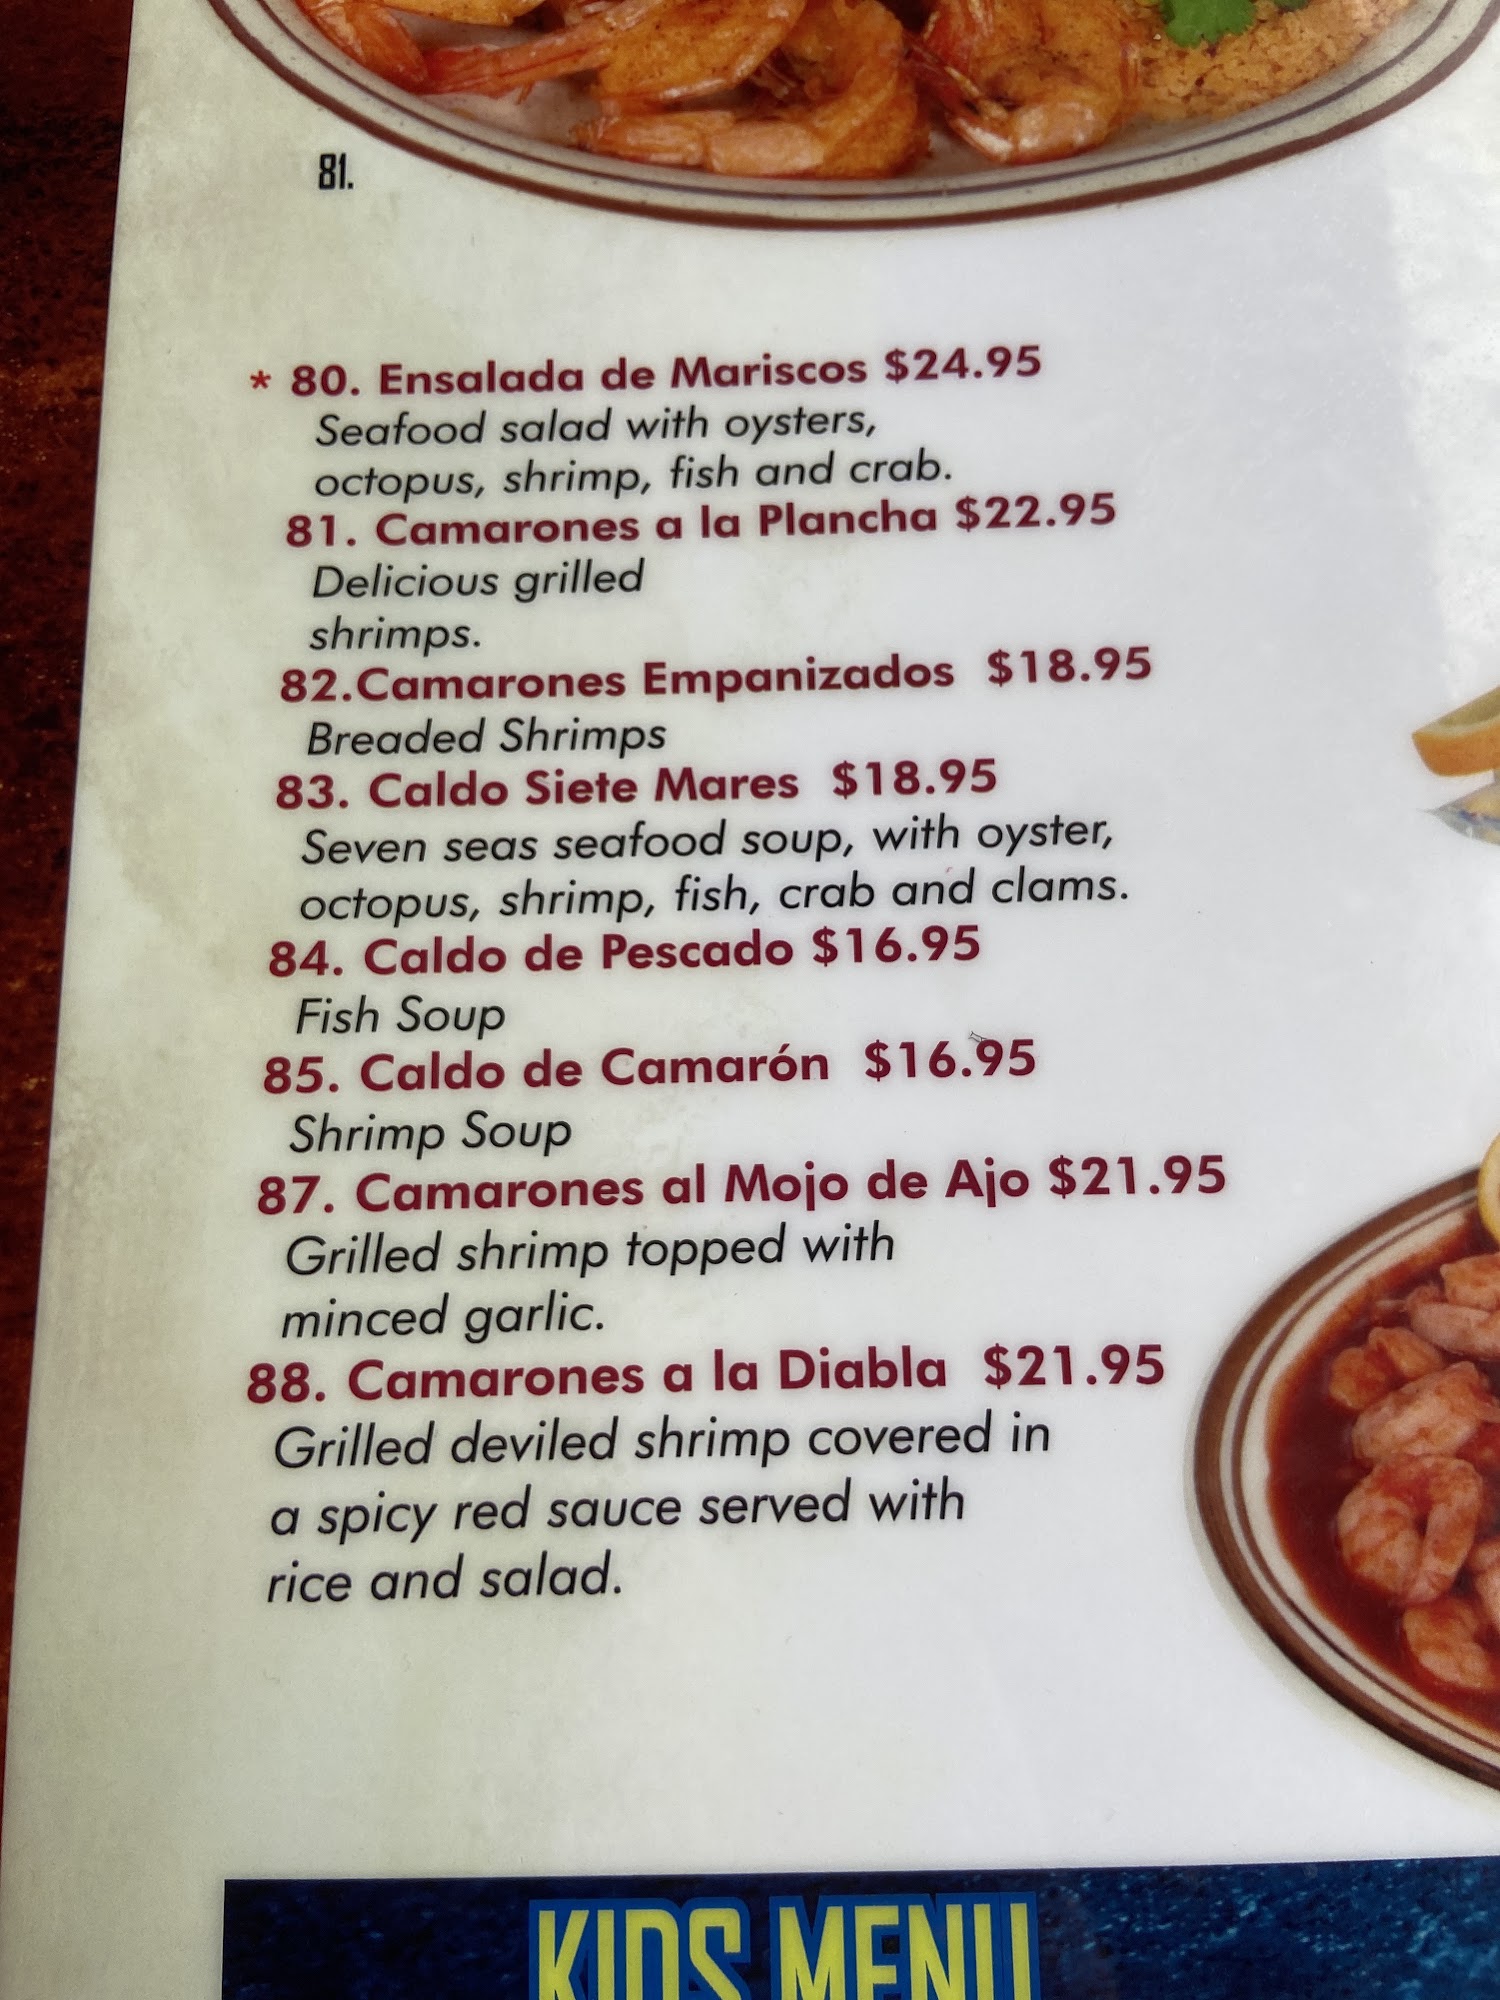 81.
* 80. Ensalada de Mariscos $24.95
Seafood salad with oysters,
octopus, shrimp, fish and crab.
81. Camarones a la Plancha $22.95
Delicious grilled
shrimps.
82.Camarones Empanizados $18.95
Breaded Shrimps
83. Caldo Siete Mares $18.95
Seven seas seafood soup, with oyster,
octopus, shrimp, fish, crab and clams.
84. Caldo de Pescado $16.95
Fish Soup
85. Caldo de Camarón $16.95
Shrimp Soup
87. Camarones al Mojo de Ajo $21.95
Grilled shrimp topped with
minced garlic.
88. Camarones a la Diabla $21.95
Grilled deviled shrimp covered in
a spicy red sauce served with
rice and salad.
KIDS MENU